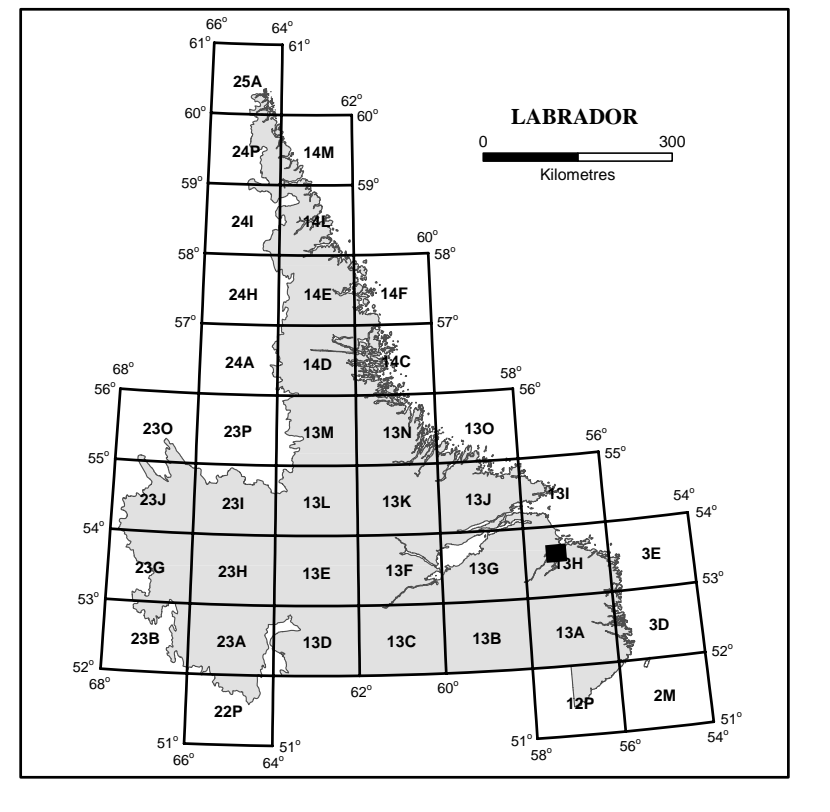 66° 64°
61° 61°
25A
LABRADOR
62°
60° 60°
0 300
Kilometres
24P 14M
59° 59°
24I 14L
60°
58° 58°
24H 14E 14F
57° 57°
24A 14D 14C
68° 58°
56° 56°
23O 23P 13M 13N 13O
56°
55° 55°
23J 23I 13L 13K 13J 13I
54°
54° 54°
23G 23H 13E 13F 13G 13H 3E
53° 53°
23B 23A 13D 13C 13B 13A 3D
52° 52°
68° 62° 60°
22P 12P 2M
51° 51° 51° 51°
66° 64° 58° 56° 54°